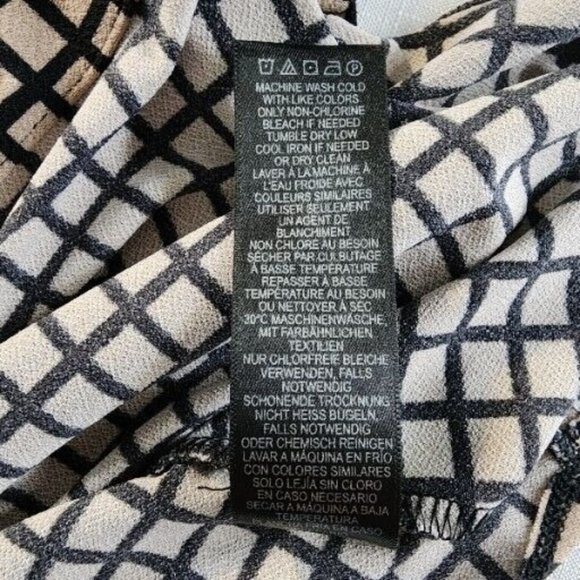 MACHINE WASH COLD
WITH LIKE COLORS
ONLY NON-CHLORINE
BLEACH IF NEEDED
TUMBLE DRY LOW
COOL IRON IF NEEDED
OR DRY CLEAN
LAVER À LA MACHINE À
L'EAU FROIDE AVEC
COULEURS SIMILAIRES
UTILISER SEULEMENT
UN AGENT DE
BLANCHIMENT
NON CHLORE AU BESOIN
SÉCHER PAR CULBUTAGE
À BASSE TEMPÉRATURE
REPASSER À BASSE
TEMPÉRATURE AU BESOIN
OU NETTOYER À SEC
30°C MASCHINENWÄSCHE,
MIT FARBÄHNLICHEN
TEXTILIEN
NUR CHLORFREIE BLEICHE
VERWENDEN, FALLS
NOTWENDIG
SCHONENDE TROCKNUNG
NICHT HEISS BÜGELN,
FALLS NOTWENDIG
ODER CHEMISCH REINIGEN
LAVAR A MÁQUINA EN FRÍO
CON COLORES SIMILARES
SOLO LEJÍA SIN CLORO
EN CASO NECESARIO
SECAR A MÁQUINA A BAJA
TEMPERATURA
EN CASO